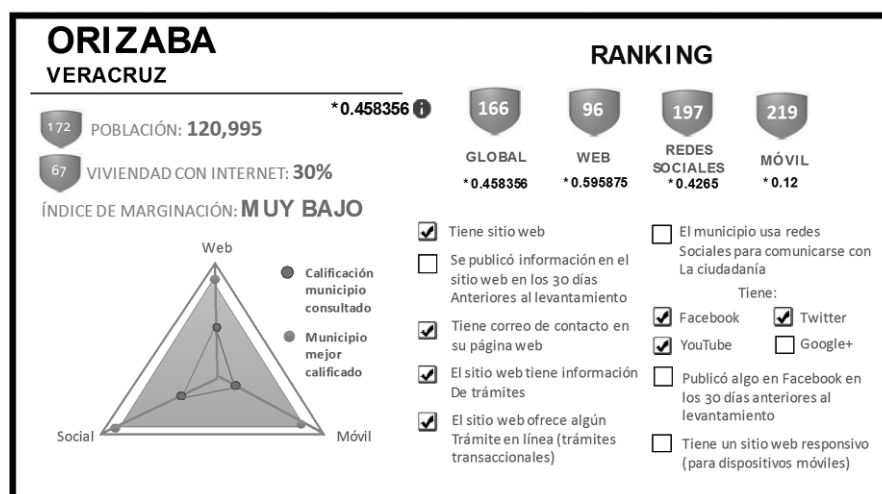 ORIZABA
VERACRUZ
*0.458356 i
172 POBLACIÓN: 120,995
67 VIVIENDAD CON INTERNET: 30%
ÍNDICE DE MARGINACIÓN: MUY BAJO
Web
Calificación
municipio
consultado
Municipio
mejor
calificado
Social
Móvil
RANKING
166
GLOBAL
*0.458356
96
WEB
*0.595875
197
REDES
SOCIALES
*0.4265
219
MÓVIL
*0.12
Tiene sitio web
Se publicó información en el
sitio web en los 30 días
Anteriores al levantamiento
Tiene correo de contacto en
su página web
El sitio web tiene información
De trámites
El sitio web ofrece algún
Trámite en línea (trámites
transaccionales)
El municipio usa redes
Sociales para comunicarse con
La ciudadanía
Tiene:
Facebook
Twitter
YouTube
Google+
Publicó algo en Facebook en
los 30 días anteriores al
levantamiento
Tiene un sitio web responsivo
(para dispositivos móviles)